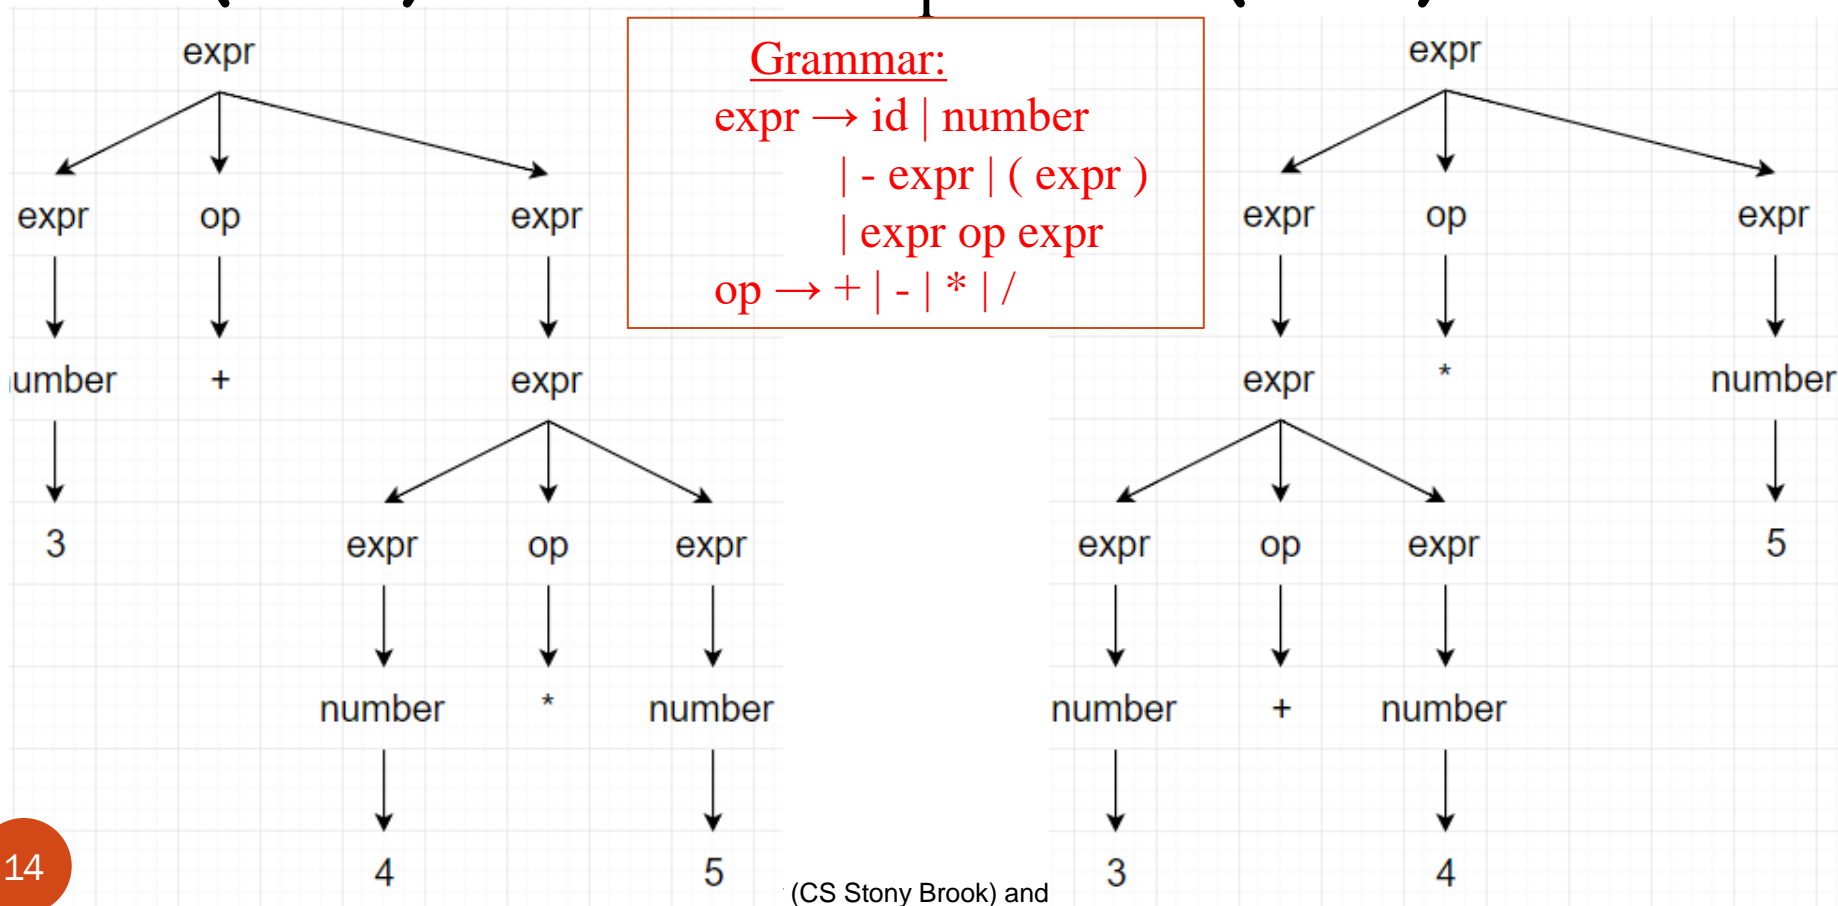 expr
expr op expr
+ expr
3
expr op expr
number * number
4 5
Grammar:
expr → id | number
| - expr | ( expr )
| expr op expr
op → + | - | * | /
expr
expr op expr
expr * number
expr op expr 5
number + number
3 4
14
(CS Stony Brook) and